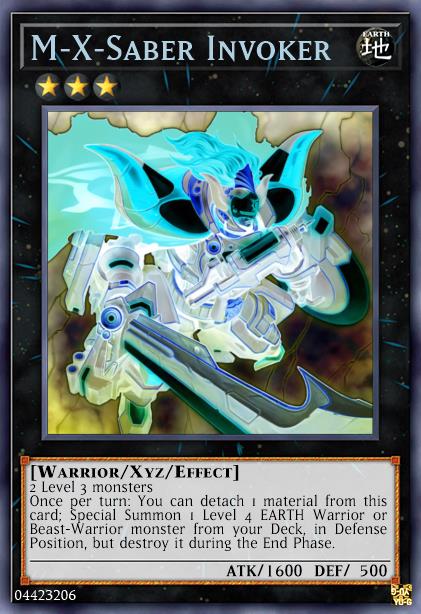 M-X-Saber Invoker
EARTH
地
[Warrior/Xyz/Effect]
2 Level 3 monsters
Once per turn: You can detach 1 material from this
card; Special Summon 1 Level 4 EARTH Warrior or
Beast-Warrior monster from your Deck, in Defense
Position, but destroy it during the End Phase.
ATK/1600 DEF/ 500
04423206